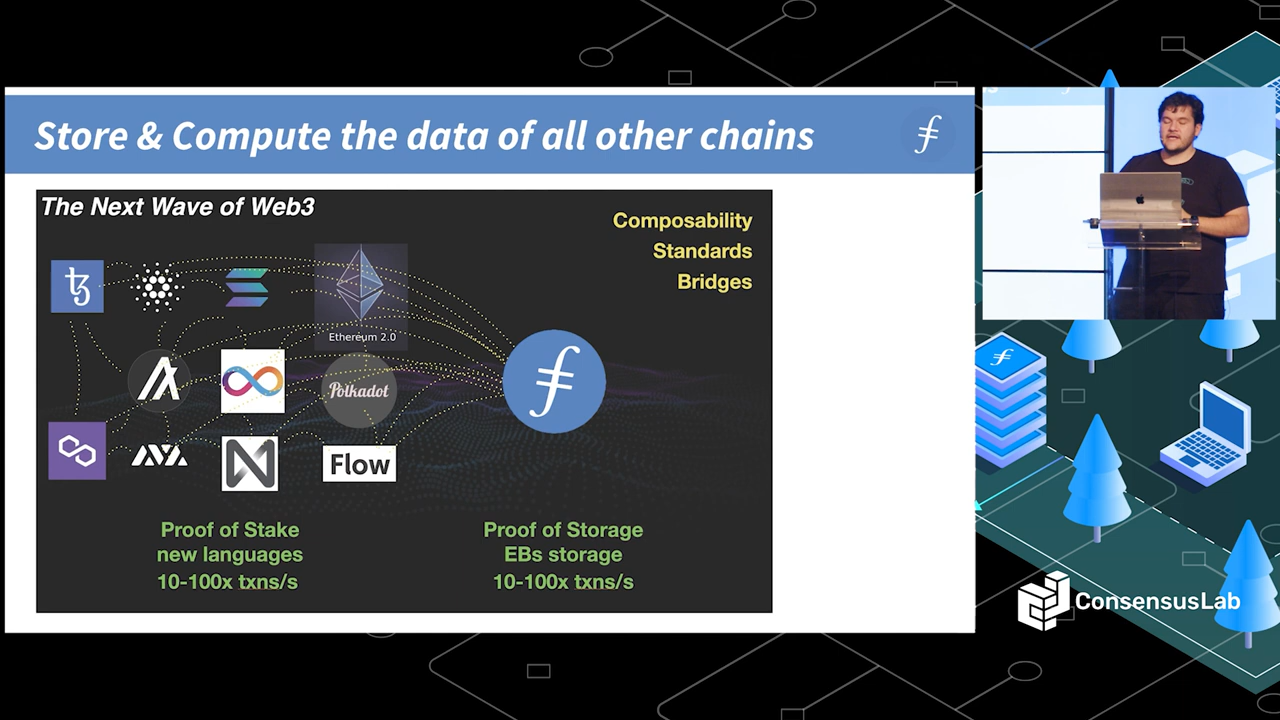 Store & Compute the data of all other chains
The Next Wave of Web3
Composability
Standards
Bridges
Ethereum 2.0
Polkadot
Flow
Proof of Stake
new languages
10-100x txns/s
Proof of Storage
EBs storage
10-100x txns/s
ConsensusLab